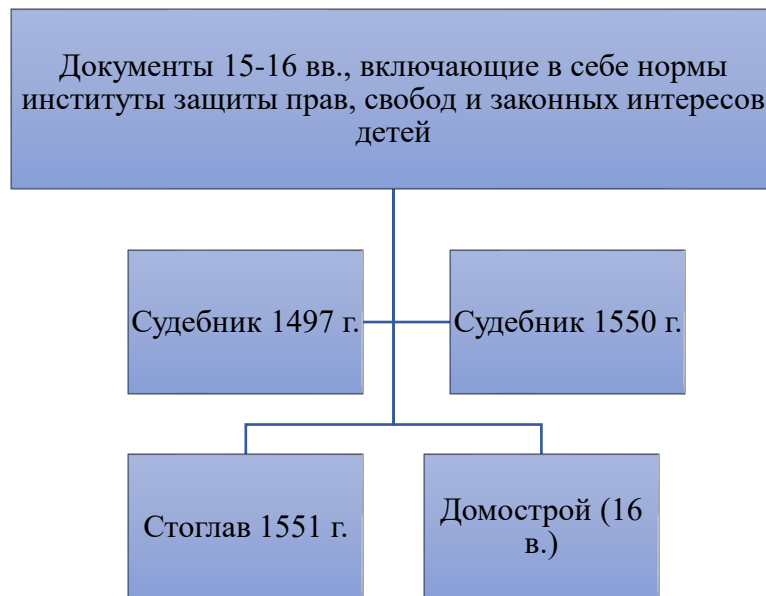 Документы 15-16 вв., включающие в себе нормы
институты защиты прав, свобод и законных интересов
детей
Судебник 1497 г.
Судебник 1550 г.
Стоглав 1551 г.
Домострой (16
в.)